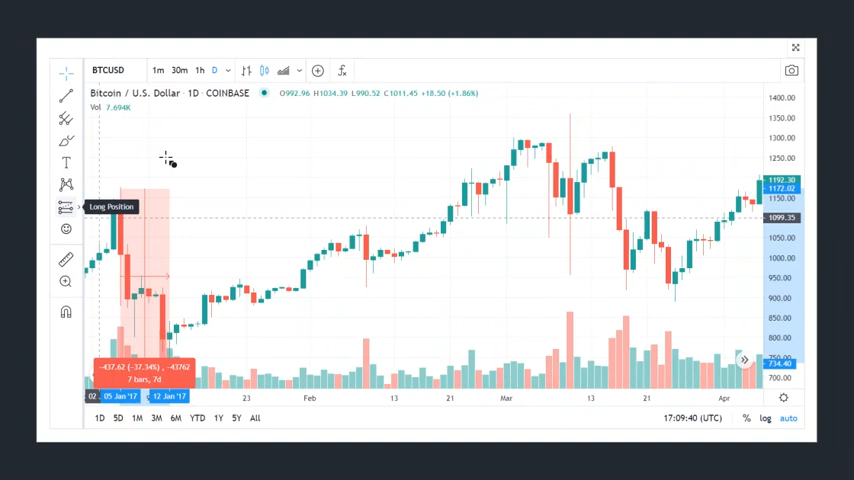 BTCUSD 1m 30m 1h D
Bitcoin / U.S. Dollar · 1D · COINBASE O992.96 H1034.39 L990.52 C1011.45 +18.50 (+1.86%)
Vol 7.694K
T
Long Position
1400.00
1350.00
1300.00
1250.00
1192.30
1172.02
1150.00
1099.35
1050.00
1000.00
950.00
900.00
850.00
800.00
734.40
700.00
-437.62 (-37.34%) , -43762
7 bars, 7d
02 05 Jan '17 12 Jan '17 23 Feb 13 21 Mar 13 21 Apr
1D 5D 1M 3M 6M YTD 1Y 5Y All 17:09:40 (UTC) % log auto